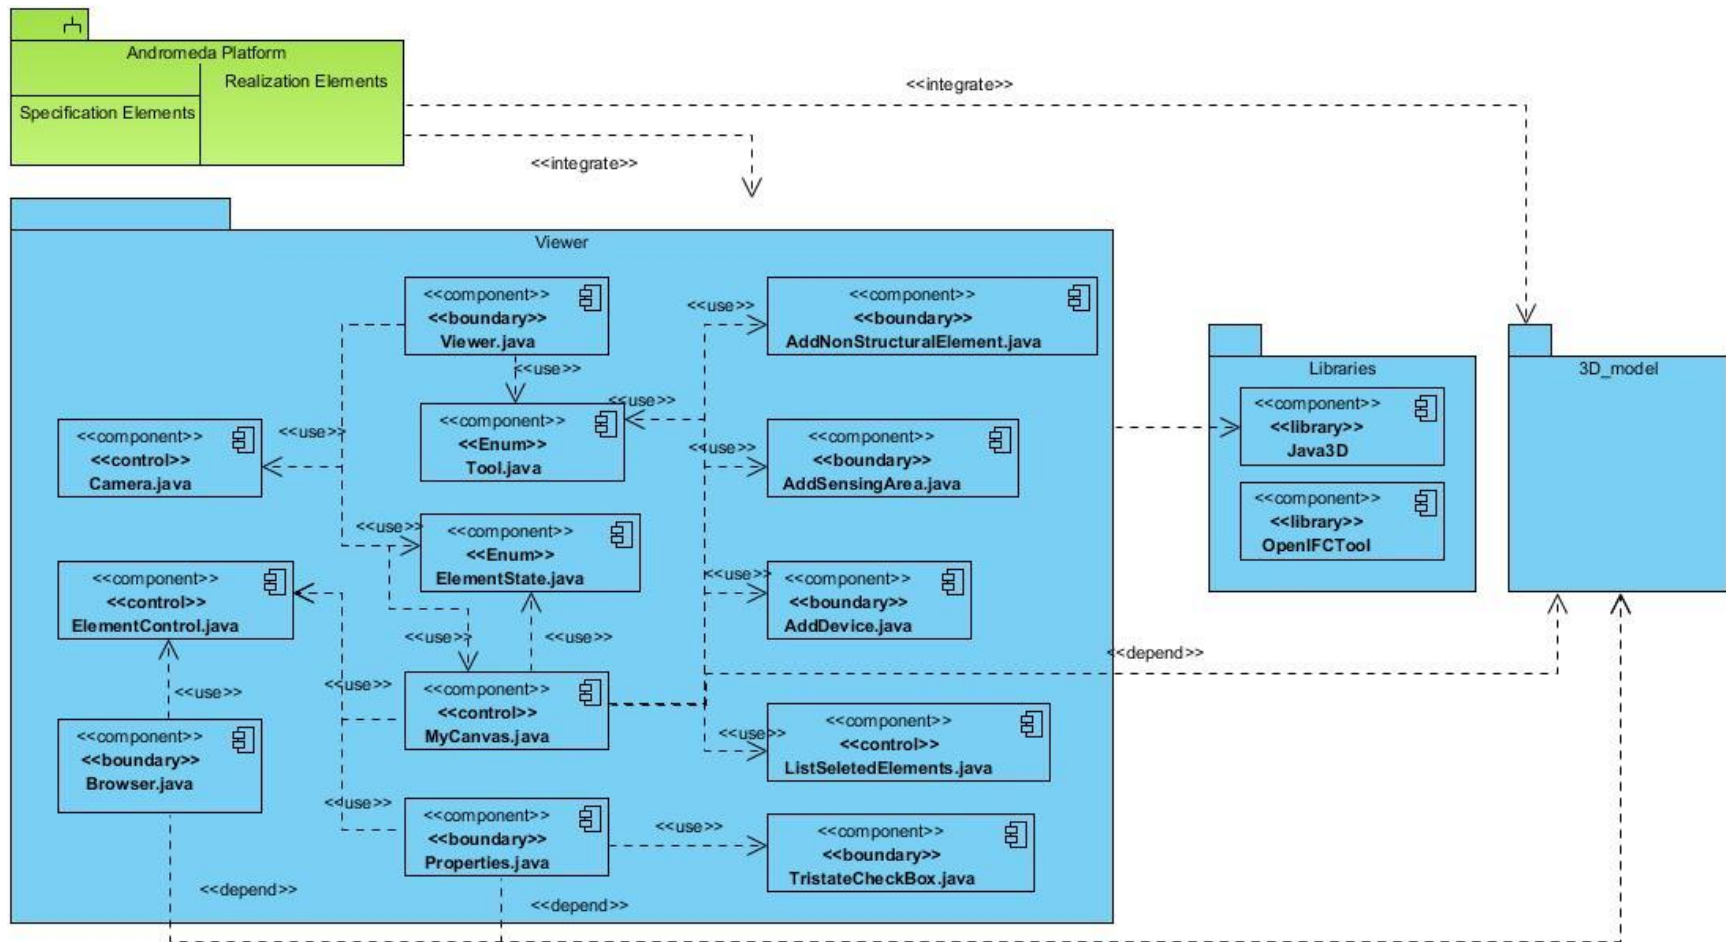 Andromeda Platform
Realization Elements
Specification Elements
<<integrate>>
<<integrate>>
Viewer
<<component>>
<<boundary>>
Viewer.java
<<use>>
<<component>>
<<boundary>>
AddNonStructuralElement.java
<<use>>
<<use>>
<<component>>
<<Enum>>
Tool.java
<<component>>
<<control>>
Camera.java
<<use>>
<<use>>
<<component>>
<<boundary>>
AddSensingArea.java
<<use>>
<<component>>
<<Enum>>
ElementState.java
<<component>>
<<control>>
ElementControl.java
<<use>>
<<component>>
<<boundary>>
AddDevice.java
<<use>>
<<use>>
<<use>>
<<use>>
<<component>>
<<control>>
MyCanvas.java
<<component>>
<<boundary>>
Browser.java
<<use>>
<<component>>
<<control>>
ListSeletedElements.java
<<use>>
<<component>>
<<boundary>>
Properties.java
<<use>>
<<component>>
<<boundary>>
TristateCheckBox.java
<<depend>>
<<depend>>
<<depend>>
Libraries
<<component>>
<<library>>
Java3D
<<component>>
<<library>>
OpenIFCTool
3D_model